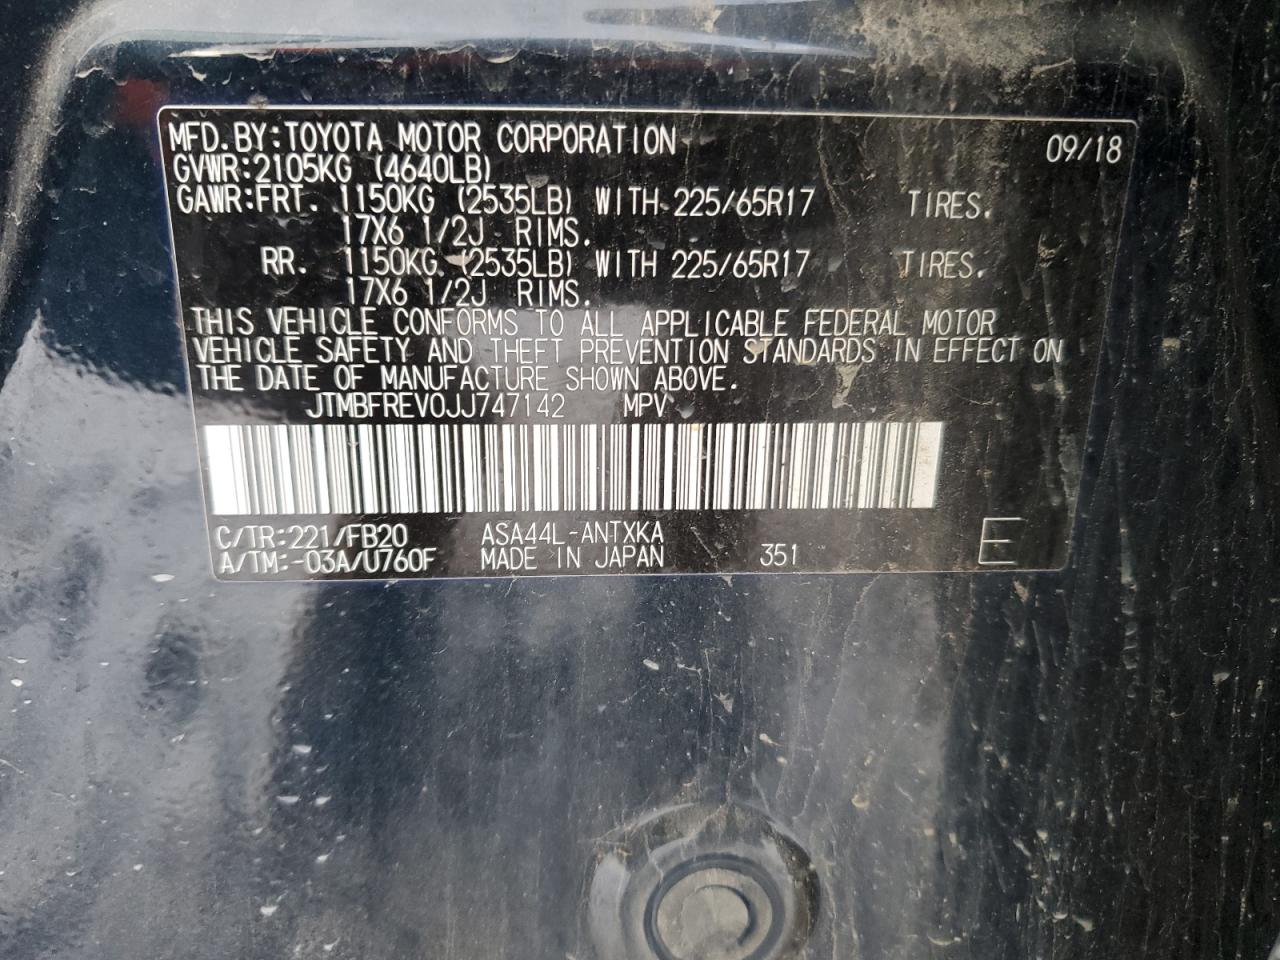 MFD.BY:TOYOTA MOTOR CORPORATION 09/18
GVWR:2105KG (4640LB)
GAWR:FRT. 1150KG (2535LB) WITH 225/65R17 TIRES.
17X6 1/2J RIMS.
RR. 1150KG (2535LB) WITH 225/65R17 TIRES.
17X6 1/2J RIMS.
THIS VEHICLE CONFORMS TO ALL APPLICABLE FEDERAL MOTOR
VEHICLE SAFETY AND THEFT PREVENTION STANDARDS IN EFFECT ON
THE DATE OF MANUFACTURE SHOWN ABOVE.
JTMBFREV0JJ747142 MPV
C/TR:221/FB20 ASA44L-ANTXKA
A/TM:-03A/U760F MADE IN JAPAN 351 E